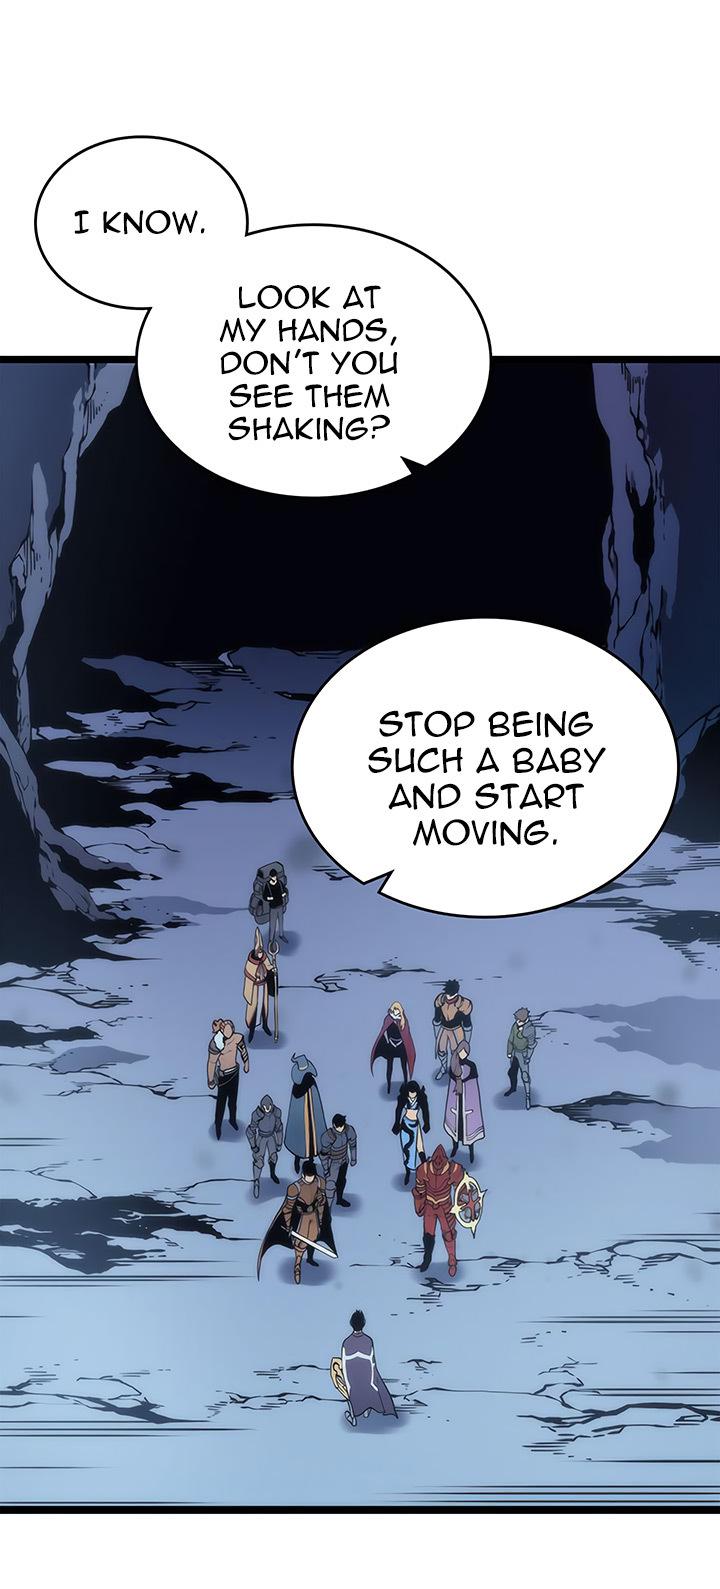 I KNOW.
LOOK AT
MY HANDS,
DON'T YOU
SEE THEM
SHAKING?
STOP BEING
SUCH A BABY
AND START
MOVING.